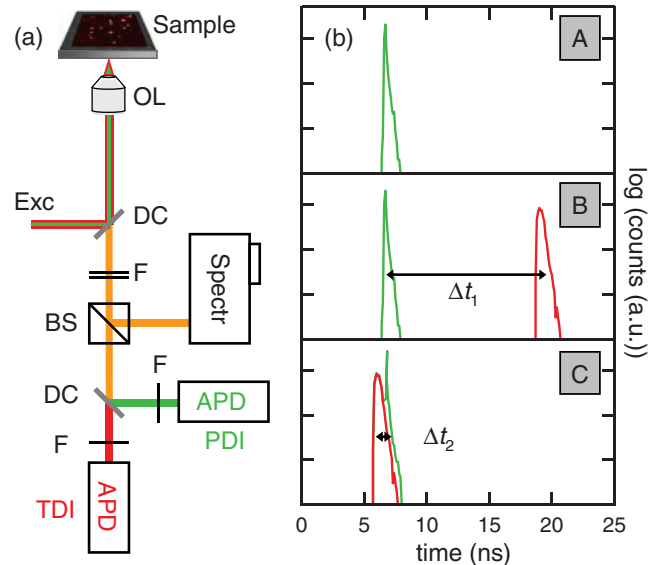 (a)
Sample
OL
Exc
DC
F
BS
Spectr
DC
F
APD
PDI
F
TDI
APD
(b)
A
B
Δt1
C
Δt2
log (counts (a.u.))
0 5 10 15 20 25
time (ns)